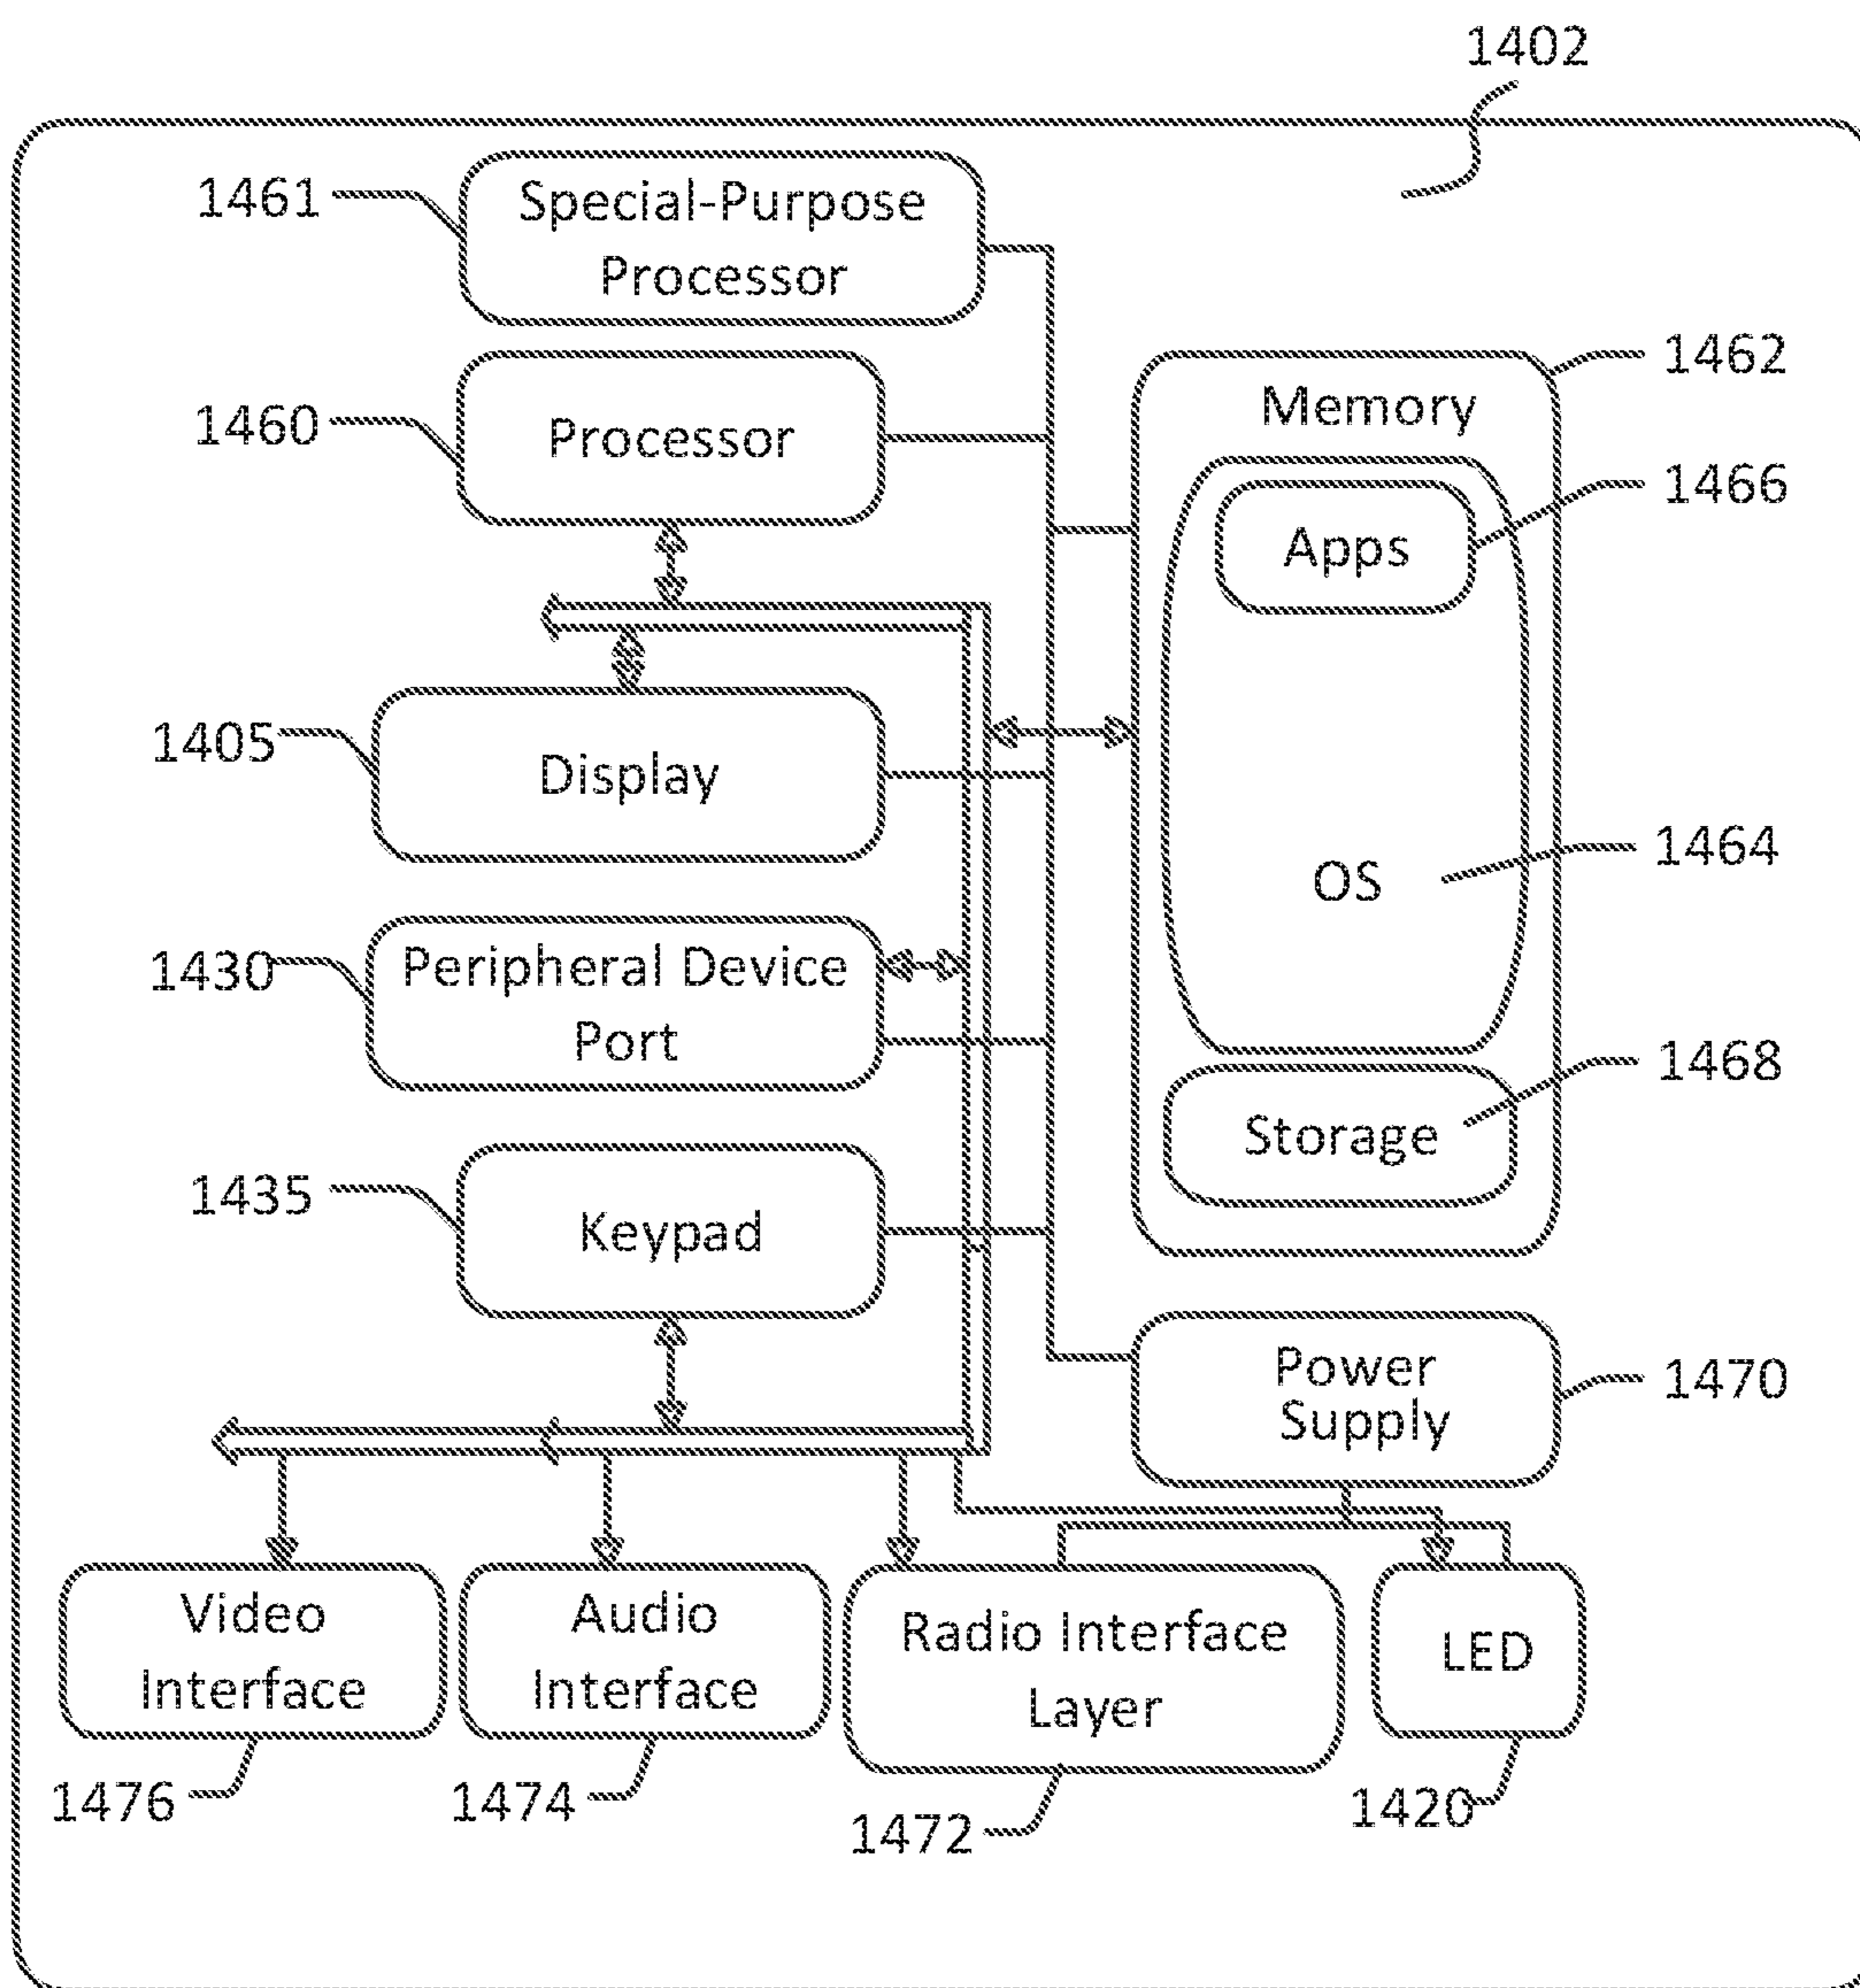 1402
1461
Special-Purpose
Processor
1462
Memory
1460
Processor
1466
Apps
1405
Display
1464
OS
1430
Peripheral Device
Port
1468
Storage
1435
Keypad
Power
Supply
1470
Video
Interface
Audio
Interface
Radio Interface
Layer
LED
1476
1474
1472
1420